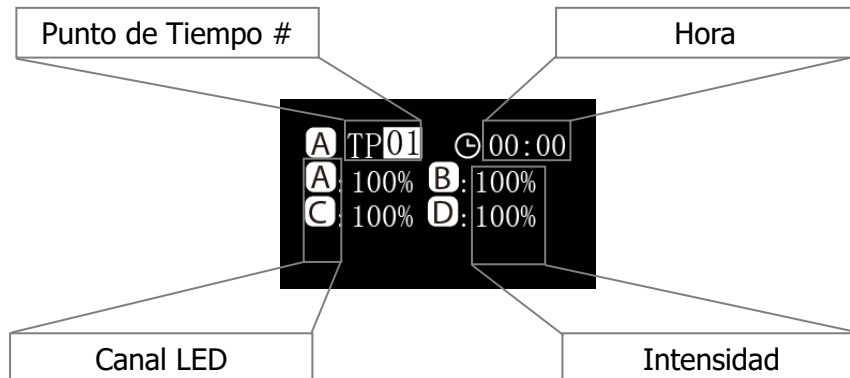 Punto de Tiempo #
Hora
A TP01 00:00
A: 100% B: 100%
C: 100% D: 100%
Canal LED
Intensidad